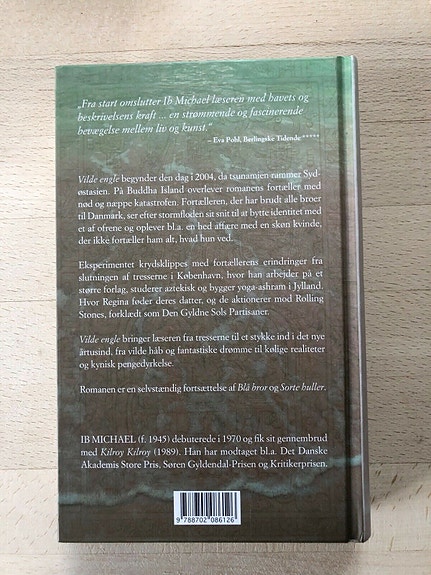 „Fra start omslutter Ib Michael læseren med havets og
beskrivelsens kraft ... en strømmende og fascinerende
bevægelse mellem liv og kunst."
– Eva Pohl, Berlingske Tidende *****
Vilde engle begynder den dag i 2004, da tsunamien rammer Syd-
østasien. På Buddha Island overlever romanens fortæller med
nød og næppe katastrofen. Fortælleren, der har brudt alle broer
til Danmark, ser efter stormfloden sit snit til at bytte identitet med
et af ofrene og opleve bl.a. en hed affære med en skøn kvinde,
der ikke fortæller ham alt, hvad hun ved.
Eksperimentet krydsklippes med fortællerens erindringer fra
slutningen af tresserne i København, hvor han arbejder på et
større forlag, studerer aztekisk og bygger yoga-ashram i Jylland.
Hvor Regina føder deres datter, og de aktionerer mod Rolling
Stones, forklædt som Den Gyldne Sols Partisaner.
Vilde engle bringer læseren fra tresserne til et stykke ind i det nye
årtusind, fra vilde håb og fantastiske drømme til kølige realiteter
og kynisk pengedyrkelse.
Romanen er en selvstændig fortsættelse af Blå bror og Sorte huller.
IB MICHAEL (f. 1945) debuterede i 1970 og fik sit gennembrud
med Kilroy Kilroy (1989). Han har modtaget bl.a. Det Danske
Akademis Store Pris, Søren Gyldendal-Prisen og Kritikerprisen.
9 788702 086126